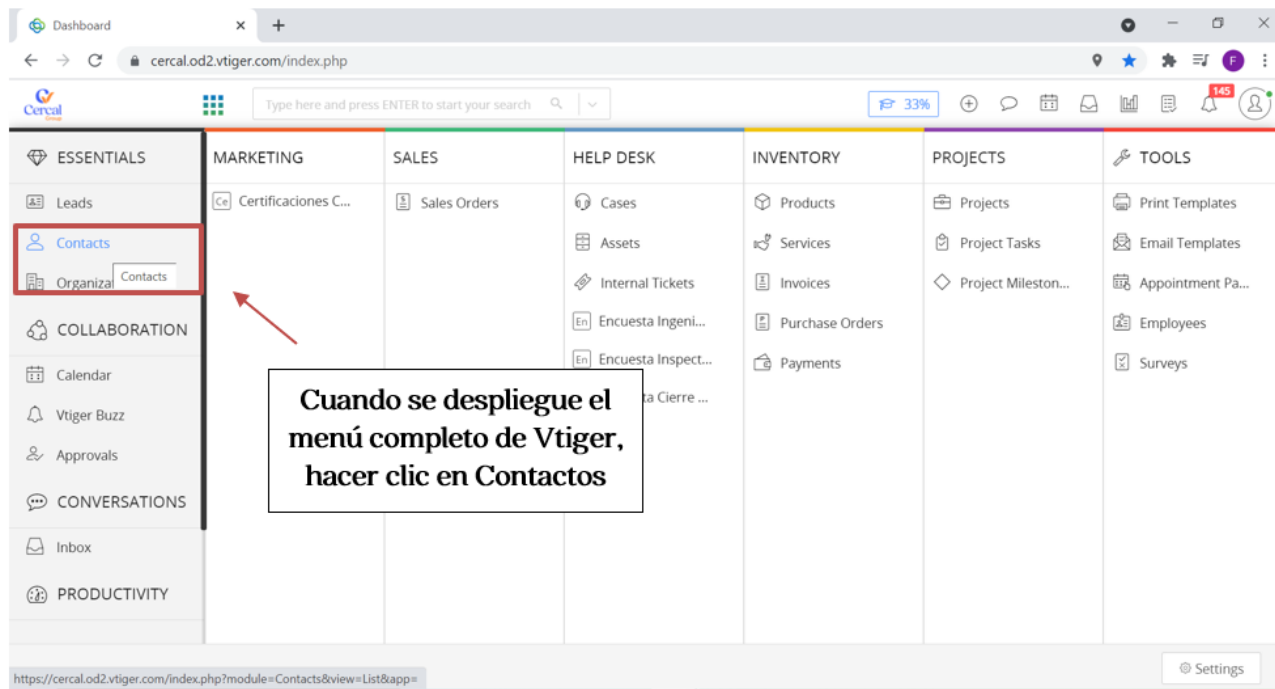 Dashboard
cercal.od2.vtiger.com/index.php
F
Cercal
Group
Type here and press ENTER to start your search
33%
145
ESSENTIALS
Leads
Contacts
Organiza
Contacts
COLLABORATION
Calendar
Vtiger Buzz
Approvals
CONVERSATIONS
Inbox
PRODUCTIVITY
MARKETING
Ce Certificaciones C...
SALES
Sales Orders
HELP DESK
Cases
Assets
Internal Tickets
En Encuesta Ingeni...
En Encuesta Inspect...
ta Cierre ...
INVENTORY
Products
Services
Invoices
Purchase Orders
Payments
PROJECTS
Projects
Project Tasks
Project Mileston...
TOOLS
Print Templates
Email Templates
Appointment Pa...
Employees
Surveys
Cuando se despliegue el
menú completo de Vtiger,
hacer clic en Contactos
Settings
https://cercal.od2.vtiger.com/index.php?module=Contacts&view=List&app=